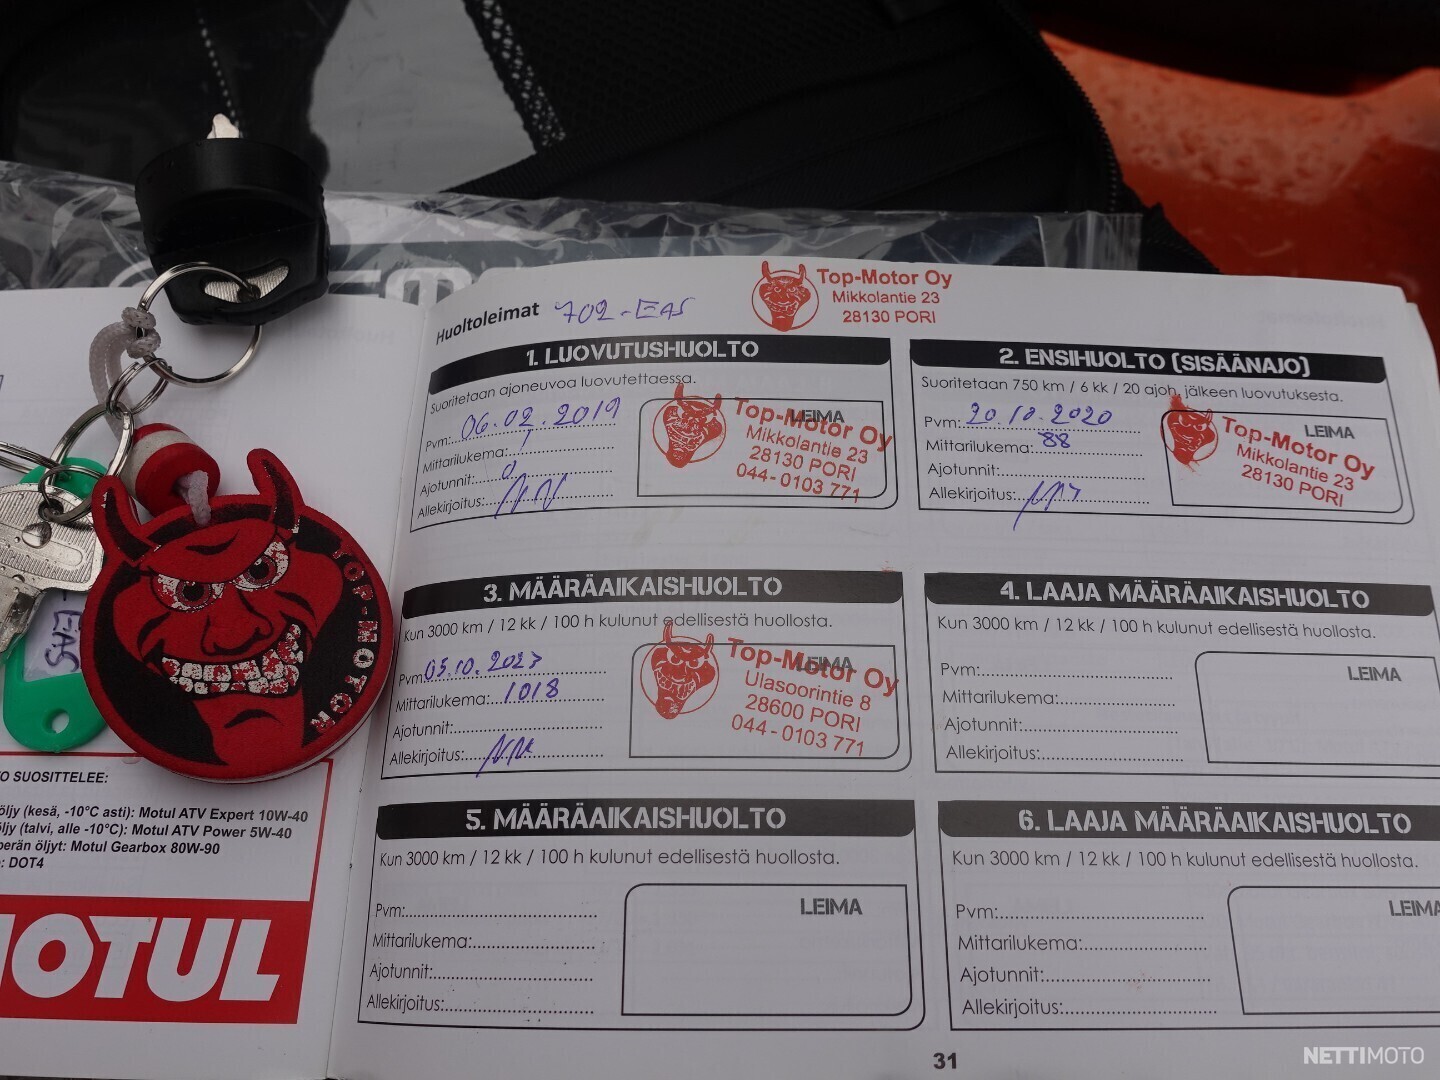 Huoltoleimat 702-EAS
Top-Motor Oy
Mikkolantie 23
28130 PORI
1. LUOVUTUSHUOLTO
Suoritetaan ajoneuvoa luovutettaessa.
Pvm: 06.02.2019
Mittarilukema:
Ajotunnit:
Allekirjoitus:
LEIMA
Top-Motor Oy
Mikkolantie 23
28130 PORI
044-0103 771
2. ENSIHUOLTO (SISÄÄNAJO)
Suoritetaan 750 km / 6 kk / 20 ajoh. jälkeen luovutuksesta.
Pvm: 20.10.2020
Mittarilukema: 88
Ajotunnit:
Allekirjoitus:
LEIMA
Top-Motor Oy
Mikkolantie 23
28130 PORI
3. MÄÄRÄAIKAISHUOLTO
Kun 3000 km / 12 kk / 100 h kulunut edellisestä huollosta.
Pvm: 05.10.2023
Mittarilukema: 1018
Ajotunnit:
Allekirjoitus:
LEIMA
Top-Motor Oy
Ulasoorintie 8
28600 PORI
044-0103 771
4. LAAJA MÄÄRÄAIKAISHUOLTO
Kun 3000 km / 12 kk / 100 h kulunut edellisestä huollosta.
Pvm:
Mittarilukema:
Ajotunnit:
Allekirjoitus:
LEIMA
5. MÄÄRÄAIKAISHUOLTO
Kun 3000 km / 12 kk / 100 h kulunut edellisestä huollosta.
Pvm:
Mittarilukema:
Ajotunnit:
Allekirjoitus:
LEIMA
6. LAAJA MÄÄRÄAIKAISHUOLTO
Kun 3000 km / 12 kk / 100 h kulunut edellisestä huollosta.
Pvm:
Mittarilukema:
Ajotunnit:
Allekirjoitus:
LEIMA
31
TOP-MOTOR
EAS
O SUOSITTELEE:
öljy (kesä, -10°C asti): Motul ATV Expert 10W-40
öljy (talvi, alle -10°C): Motul ATV Power 5W-40
perän öljyt: Motul Gearbox 80W-90
: DOT4
MOTUL
NETTIMOTO